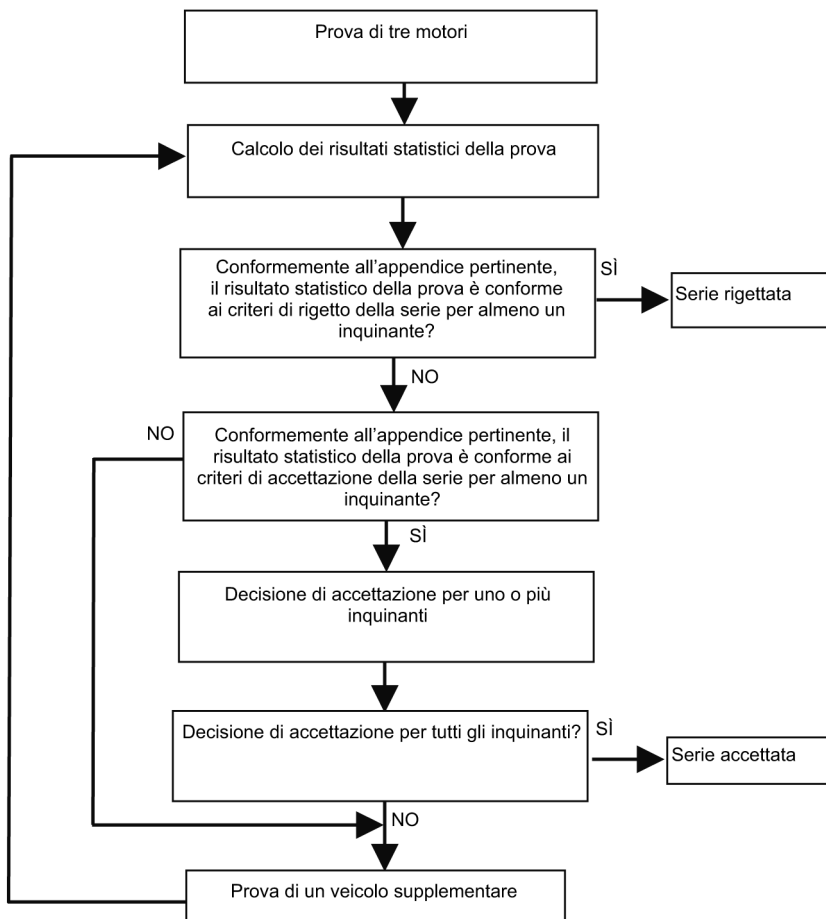 Prova di tre motori
Calcolo dei risultati statistici della prova
Conformemente all'appendice pertinente,
il risultato statistico della prova è conforme
ai criteri di rigetto della serie per almeno un
inquinante?
SÌ
Serie rigettata
NO
NO
Conformemente all'appendice pertinente, il
risultato statistico della prova è conforme ai
criteri di accettazione della serie per almeno un
inquinante?
SÌ
Decisione di accettazione per uno o più
inquinanti
Decisione di accettazione per tutti gli inquinanti?
SÌ
Serie accettata
NO
Prova di un veicolo supplementare